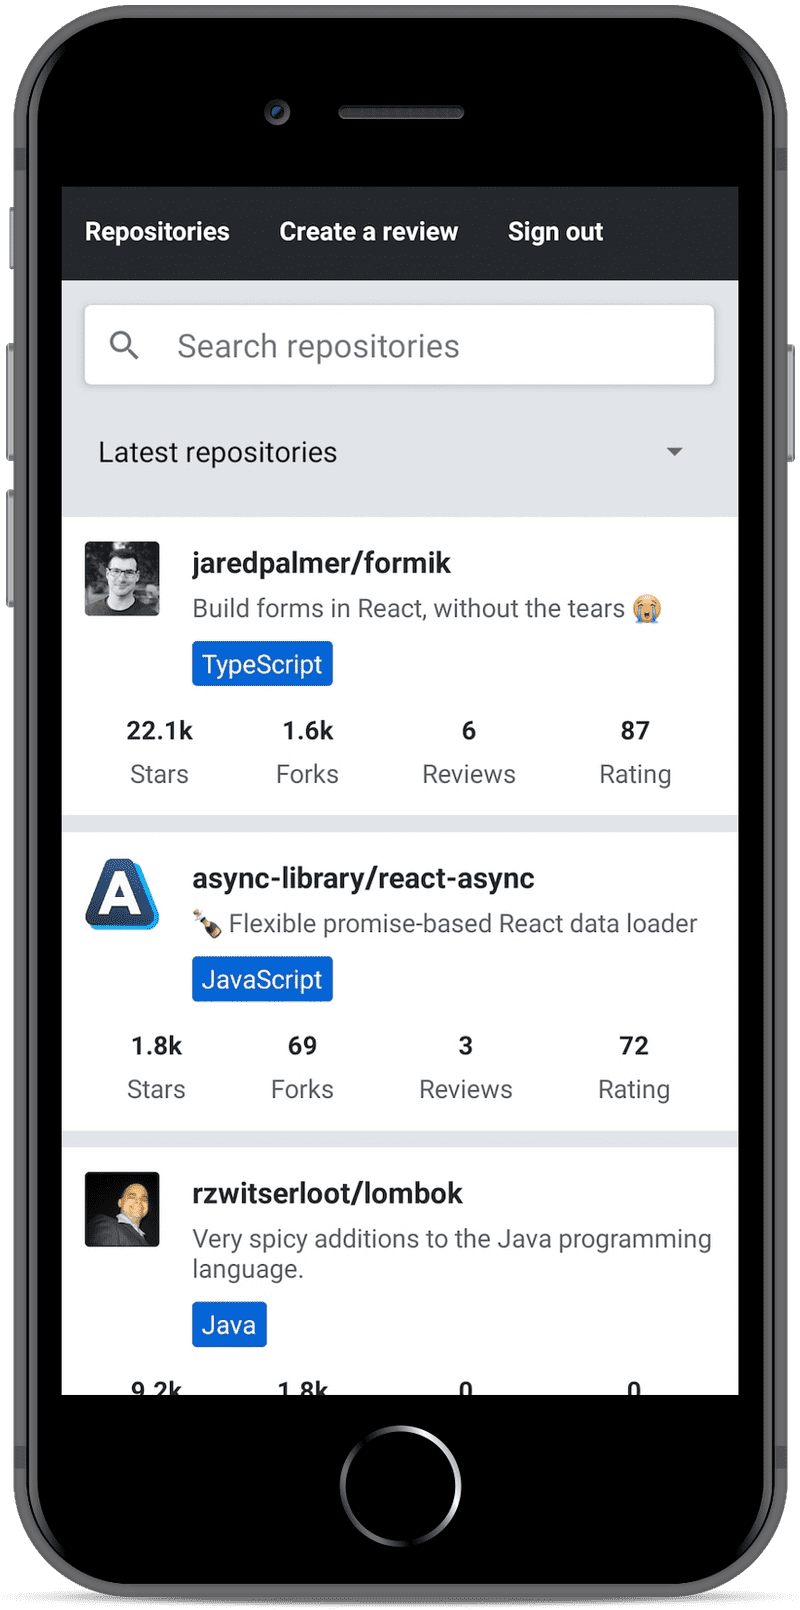 Repositories Create a review Sign out
Search repositories
Latest repositories
jaredpalmer/formik
Build forms in React, without the tears 😭
TypeScript
22.1k 1.6k 6 87
Stars Forks Reviews Rating
A
async-library/react-async
🍾 Flexible promise-based React data loader
JavaScript
1.8k 69 3 72
Stars Forks Reviews Rating
rzwitserloot/lombok
Very spicy additions to the Java programming
language.
Java
9.2k 1.8k 0 0